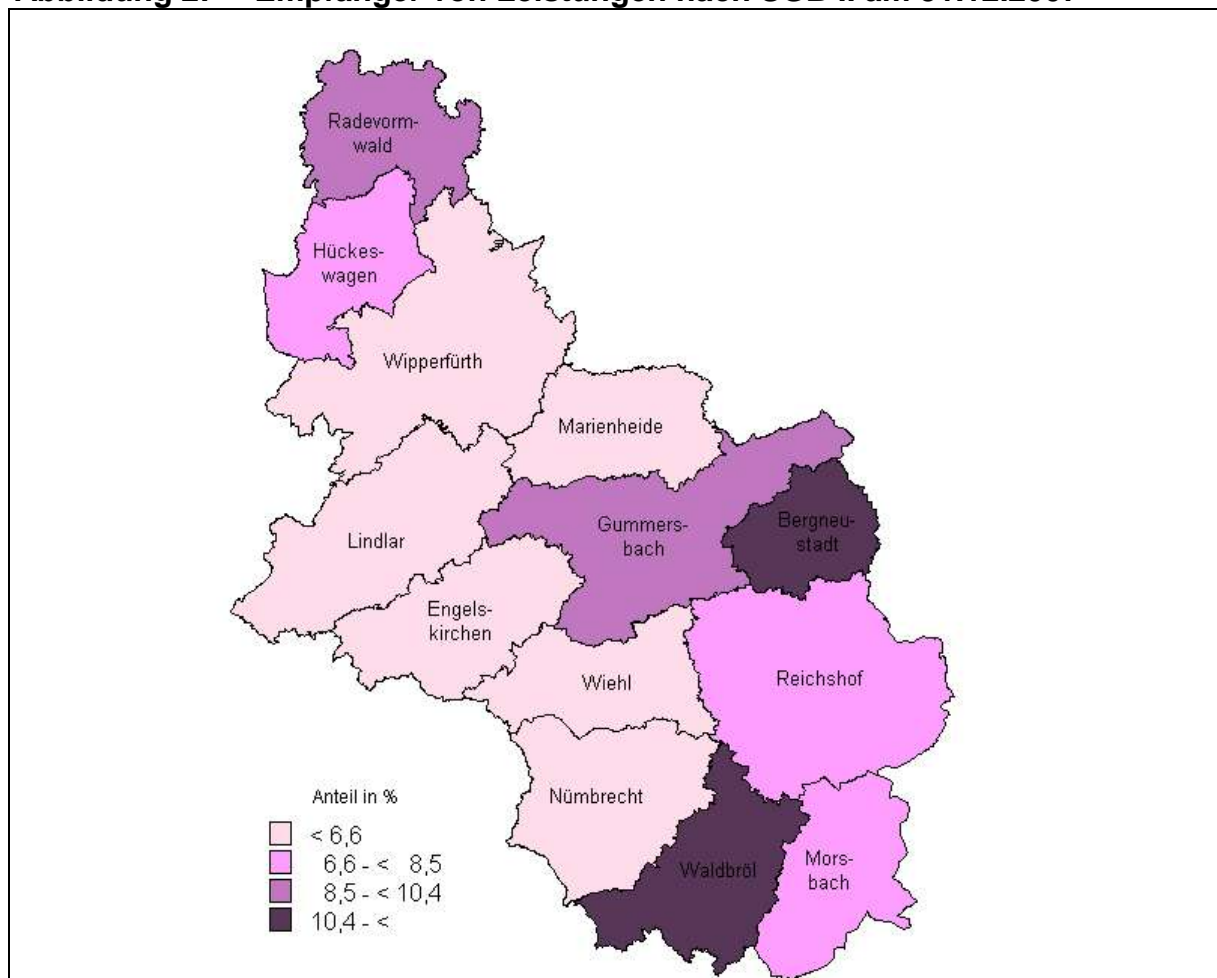 Radevorm-
wald
Hückes-
wagen
Wipperfürth
Marienheide
Gummers-
bach
Bergneu-
stadt
Lindlar
Engels-
kirchen
Wiehl
Reichshof
Nümbrecht
Waldbröl
Mors-
bach
Anteil in %
< 6,6
6,6 - < 8,5
8,5 - < 10,4
10,4 - <